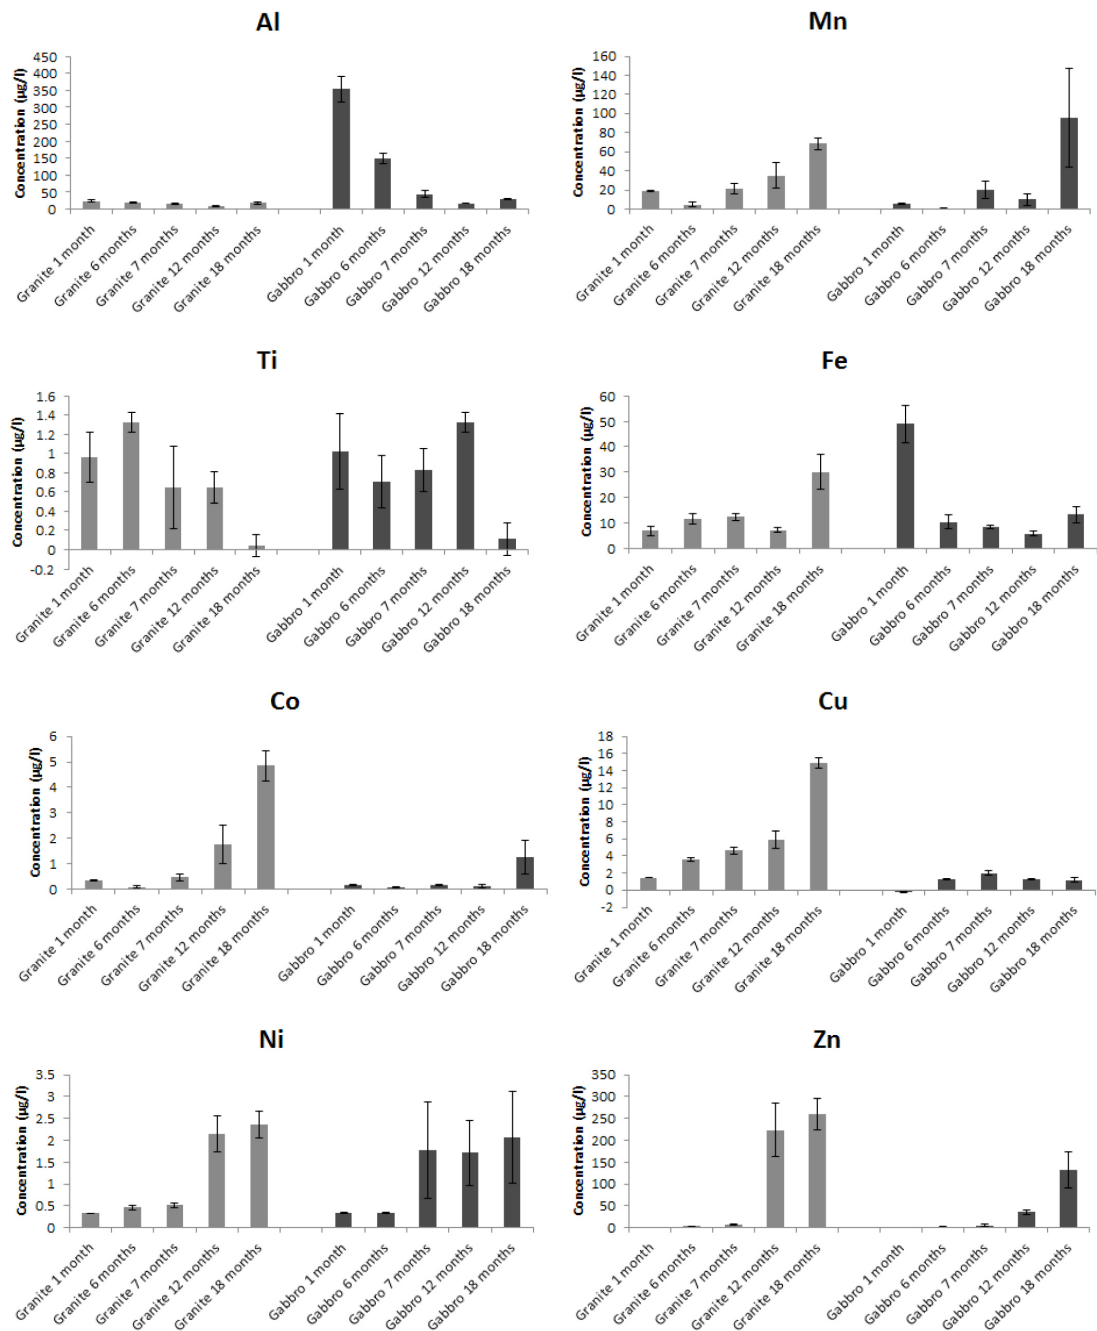 Al
Concentration (µg/l)
450
400
350
300
250
200
150
100
50
0
Granite 1 month
Granite 6 months
Granite 7 months
Granite 12 months
Granite 18 months
Gabbro 1 month
Gabbro 6 months
Gabbro 7 months
Gabbro 12 months
Gabbro 18 months
Mn
Concentration (µg/l)
160
140
120
100
80
60
40
20
0
Granite 1 month
Granite 6 months
Granite 7 months
Granite 12 months
Granite 18 months
Gabbro 1 month
Gabbro 6 months
Gabbro 7 months
Gabbro 12 months
Gabbro 18 months
Ti
Concentration (µg/l)
1.6
1.4
1.2
1
0.8
0.6
0.4
0.2
0
-0.2
Granite 1 month
Granite 6 months
Granite 7 months
Granite 12 months
Granite 18 months
Gabbro 1 month
Gabbro 6 months
Gabbro 7 months
Gabbro 12 months
Gabbro 18 months
Fe
Concentration (µg/l)
60
50
40
30
20
10
0
Granite 1 month
Granite 6 months
Granite 7 months
Granite 12 months
Granite 18 months
Gabbro 1 month
Gabbro 6 months
Gabbro 7 months
Gabbro 12 months
Gabbro 18 months
Co
Concentration (µg/l)
6
5
4
3
2
1
0
Granite 1 month
Granite 6 months
Granite 7 months
Granite 12 months
Granite 18 months
Gabbro 1 month
Gabbro 6 months
Gabbro 7 months
Gabbro 12 months
Gabbro 18 months
Cu
Concentration (µg/l)
18
16
14
12
10
8
6
4
2
0
-2
Granite 1 month
Granite 6 months
Granite 7 months
Granite 12 months
Granite 18 months
Gabbro 1 month
Gabbro 6 months
Gabbro 7 months
Gabbro 12 months
Gabbro 18 months
Ni
Concentration (µg/l)
3.5
3
2.5
2
1.5
1
0.5
0
Granite 1 month
Granite 6 months
Granite 7 months
Granite 12 months
Granite 18 months
Gabbro 1 month
Gabbro 6 months
Gabbro 7 months
Gabbro 12 months
Gabbro 18 months
Zn
Concentration (µg/l)
350
300
250
200
150
100
50
0
Granite 1 month
Granite 6 months
Granite 7 months
Granite 12 months
Granite 18 months
Gabbro 1 month
Gabbro 6 months
Gabbro 7 months
Gabbro 12 months
Gabbro 18 months